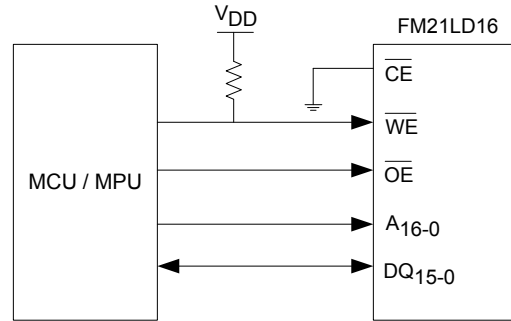 VDD
FM21LD16
CE
WE
MCU / MPU
OE
A16-0
DQ15-0